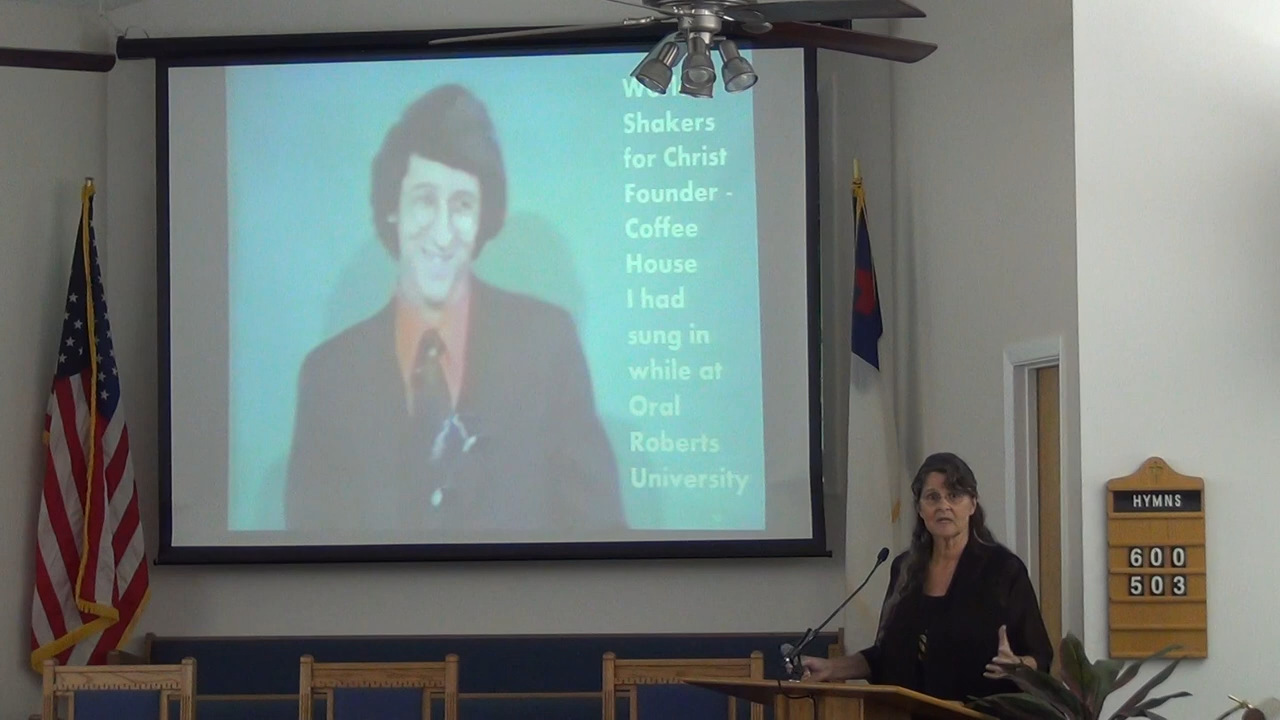 Shakers
for Christ
Founder -
Coffee
House
I had
sung in
while at
Oral
Roberts
University
HYMNS
600
503